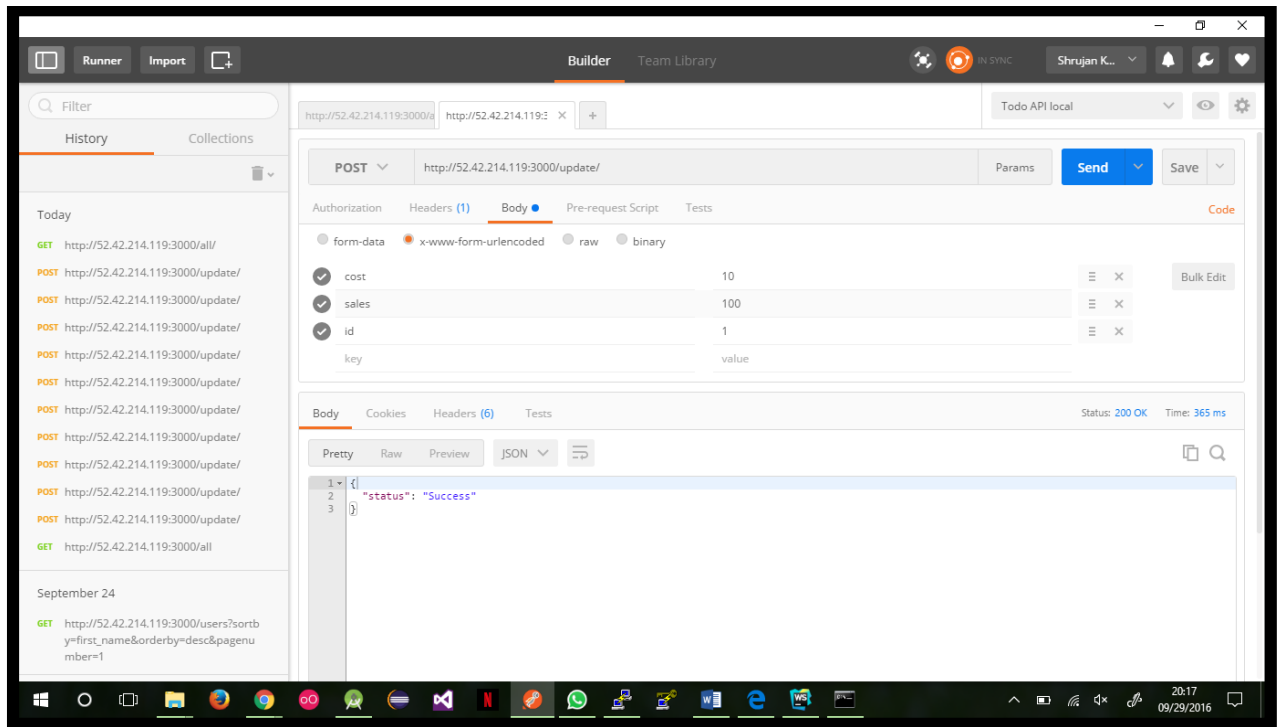 Runner Import Builder Team Library IN SYNC Shrujan K...
Filter
History Collections
Today
GET http://52.42.214.119:3000/all/
POST http://52.42.214.119:3000/update/
POST http://52.42.214.119:3000/update/
POST http://52.42.214.119:3000/update/
POST http://52.42.214.119:3000/update/
POST http://52.42.214.119:3000/update/
POST http://52.42.214.119:3000/update/
POST http://52.42.214.119:3000/update/
POST http://52.42.214.119:3000/update/
POST http://52.42.214.119:3000/update/
POST http://52.42.214.119:3000/update/
GET http://52.42.214.119:3000/all
September 24
GET http://52.42.214.119:3000/users?sortb
y=first_name&orderby=desc&pagenu
mber=1
http://52.42.214.119:3000/a http://52.42.214.119:3 + Todo API local
POST http://52.42.214.119:3000/update/ Params Send Save
Authorization Headers (1) Body Pre-request Script Tests Code
form-data x-www-form-urlencoded raw binary
cost 10 Bulk Edit
sales 100
id 1
key value
Body Cookies Headers (6) Tests Status: 200 OK Time: 365 ms
Pretty Raw Preview JSON
1 {
2 "status": "Success"
3 }
20:17
09/29/2016